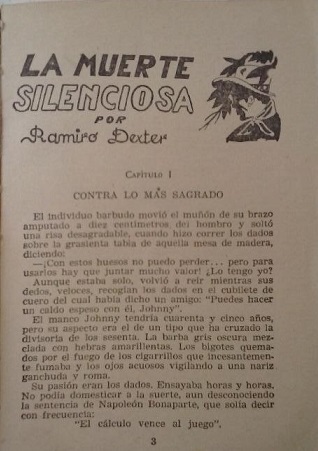 LA MUERTE
SILENCIOSA
POR
Ramiro Dexter
CAPITULO I
CONTRA LO MAS SAGRADO
El individuo barbudo movió el muñón de su brazo
amputado a diez centímetros del hombro y soltó
una risa desagradable, cuando hizo correr los dados
sobre la grasienta tabla de aquella mesa de madera,
diciendo:
—¡Con estos huesos no puedo perder... pero para
usarlos hay que juntar mucho valor! ¿Lo tengo yo?
Aunque estaba solo, volvió a reir mientras sus
dedos, veloces, recogían los dados en el cubilete de
cuero del cual había dicho un amigo: "Puedes hacer
un caldo espeso con él, Johnny".
El manco Johnny tendría cuarenta y cinco años,
pero su aspecto era el de un tipo que ha cruzado la
divisoria de los sesenta. La barba gris oscura mez-
clada con hebras amarillentas. Los bigotes quema-
dos por el fuego de los cigarrillos que incesantemen-
te fumaba y los ojos acuosos vigilando a una nariz
ganchuda y roma.
Su pasión eran los dados. Ensayaba horas y horas.
No podía domesticar a la suerte, aun desconociendo
la sentencia de Napoleón Bonaparte, que solía decir
con frecuencia:
"El cálculo vence al juego".
3